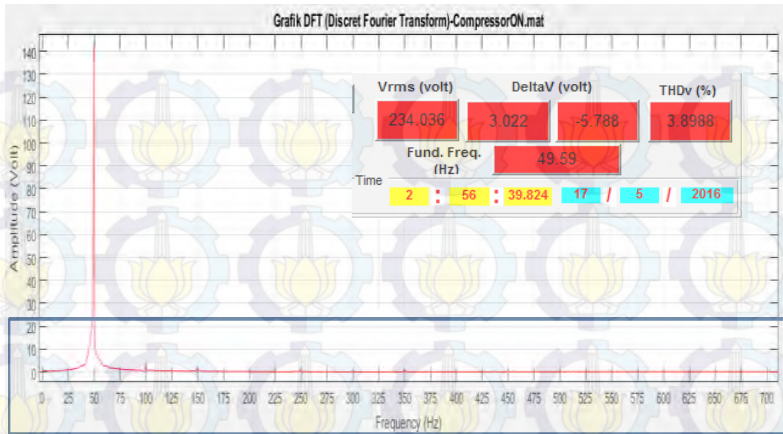 Grafik DFT (Discret Fourier Transform)-CompressorON.mat
Vrms (volt) DeltaV (volt) THDv (%)
234.036 3.022 -5.788 3.8988
Fund. Freq. (Hz) 49.59
Time
2 : 56 : 39.824 17 / 5 / 2016
Amplitude (Volt)
140
130
120
110
100
90
80
70
60
50
40
30
20
10
0
0 25 50 75 100 125 150 175 200 225 250 275 300 325 350 375 400 425 450 475 500 525 550 575 600 625 650 675 700
Frequency (Hz)